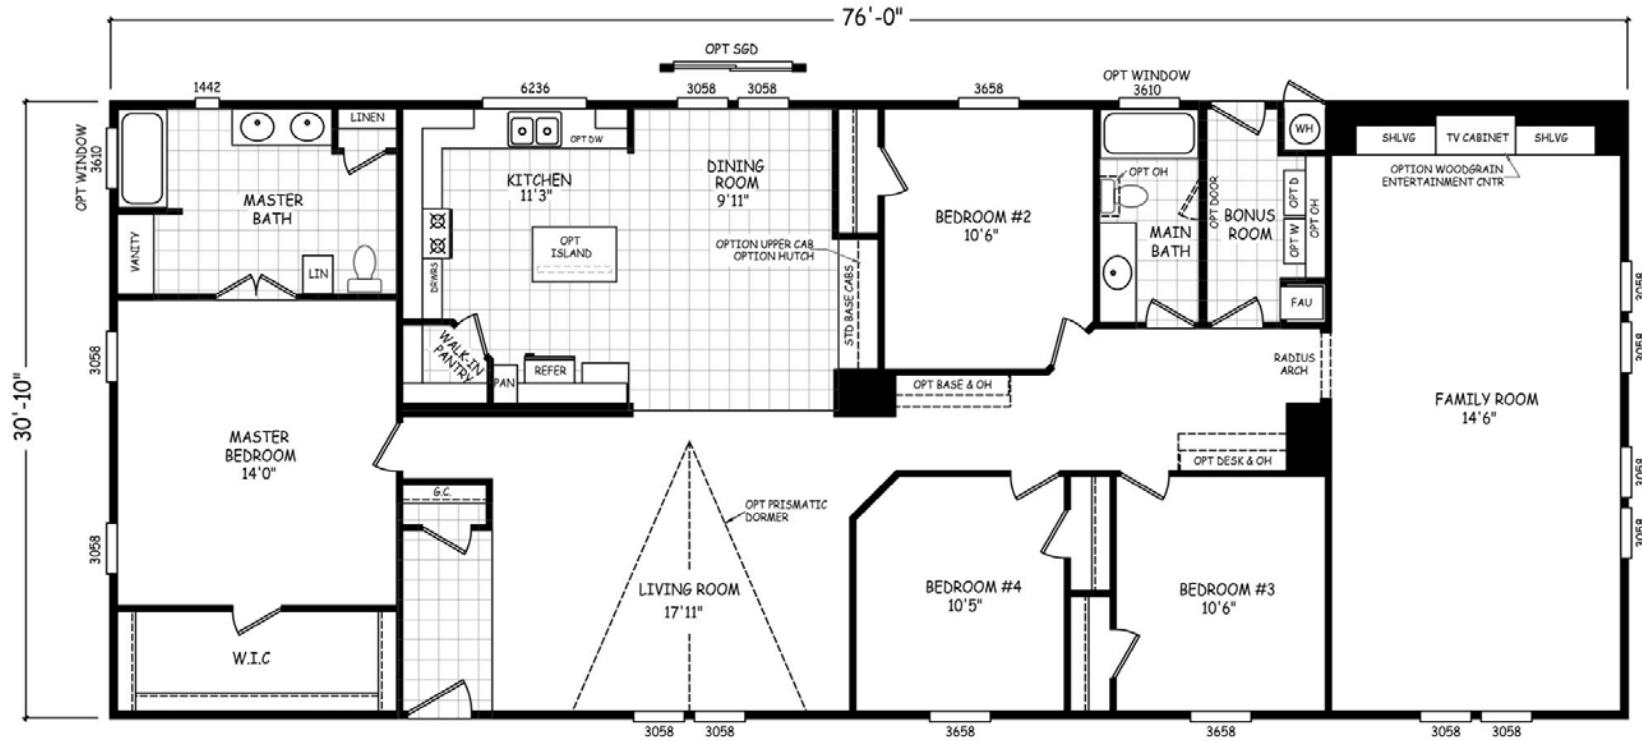 76'-0"
OPT SGD
1442
6236
3058
3058
3658
OPT WINDOW
3610
OPT WINDOW
3610
LINEN
OPT DW
WH
SHLVG
TV CABINET
SHLVG
OPTION WOODGRAIN
ENTERTAINMENT CNTR
MASTER
BATH
KITCHEN
11'3"
DINING
ROOM
9'11"
OPT OH
OPT DOOR
OPT D
OPT W
OPT OH
BONUS
ROOM
MAIN
BATH
BEDROOM #2
10'6"
VANITY
LIN
DRWRS
OPT
ISLAND
OPTION UPPER CAB
OPTION HUTCH
STD BASE CABS
FAU
3058
3058
3058
WALK-IN
PANTRY
PAN
REFER
OPT BASE & OH
RADIUS
ARCH
30'-10"
FAMILY ROOM
14'6"
MASTER
BEDROOM
14'0"
OPT DESK & OH
3058
G.C.
OPT PRISMATIC
DORMER
3058
3058
LIVING ROOM
17'11"
BEDROOM #4
10'5"
BEDROOM #3
10'6"
W.I.C
3058
3058
3658
3658
3058
3058